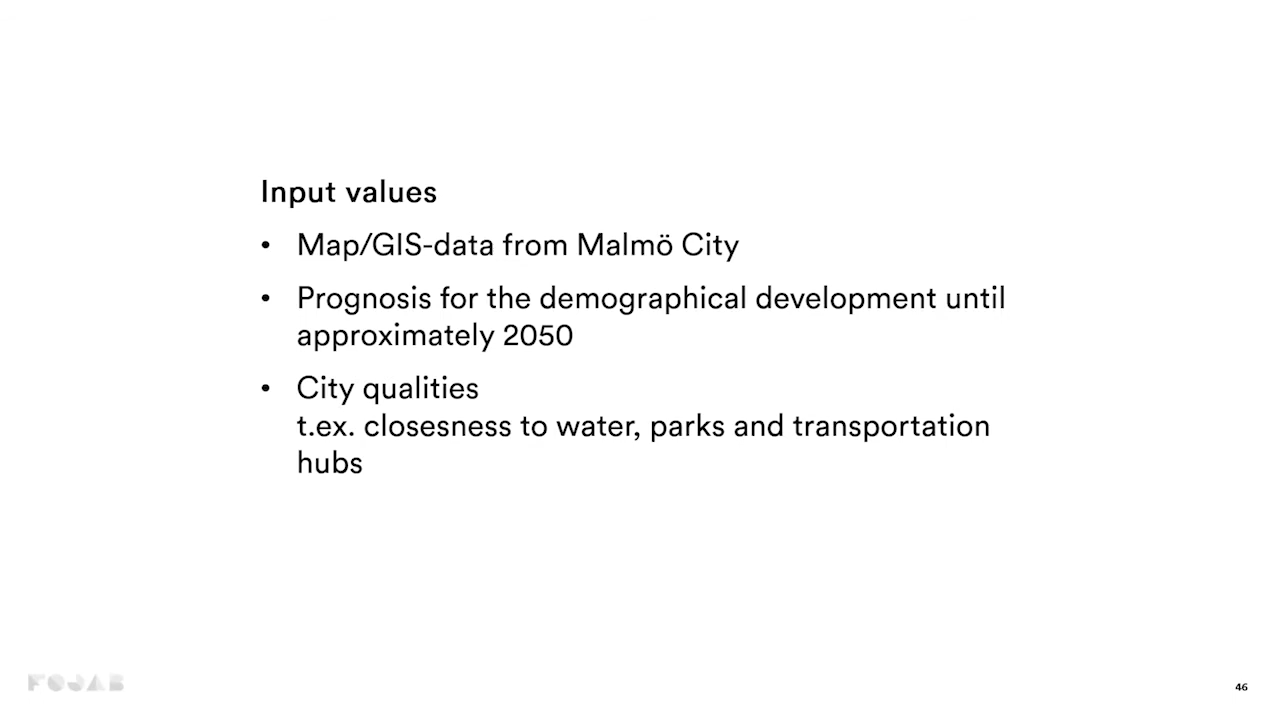 Input values
• Map/GIS-data from Malmö City
• Prognosis for the demographical development until
approximately 2050
• City qualities
t.ex. closesness to water, parks and transportation
hubs
FOJAB
46